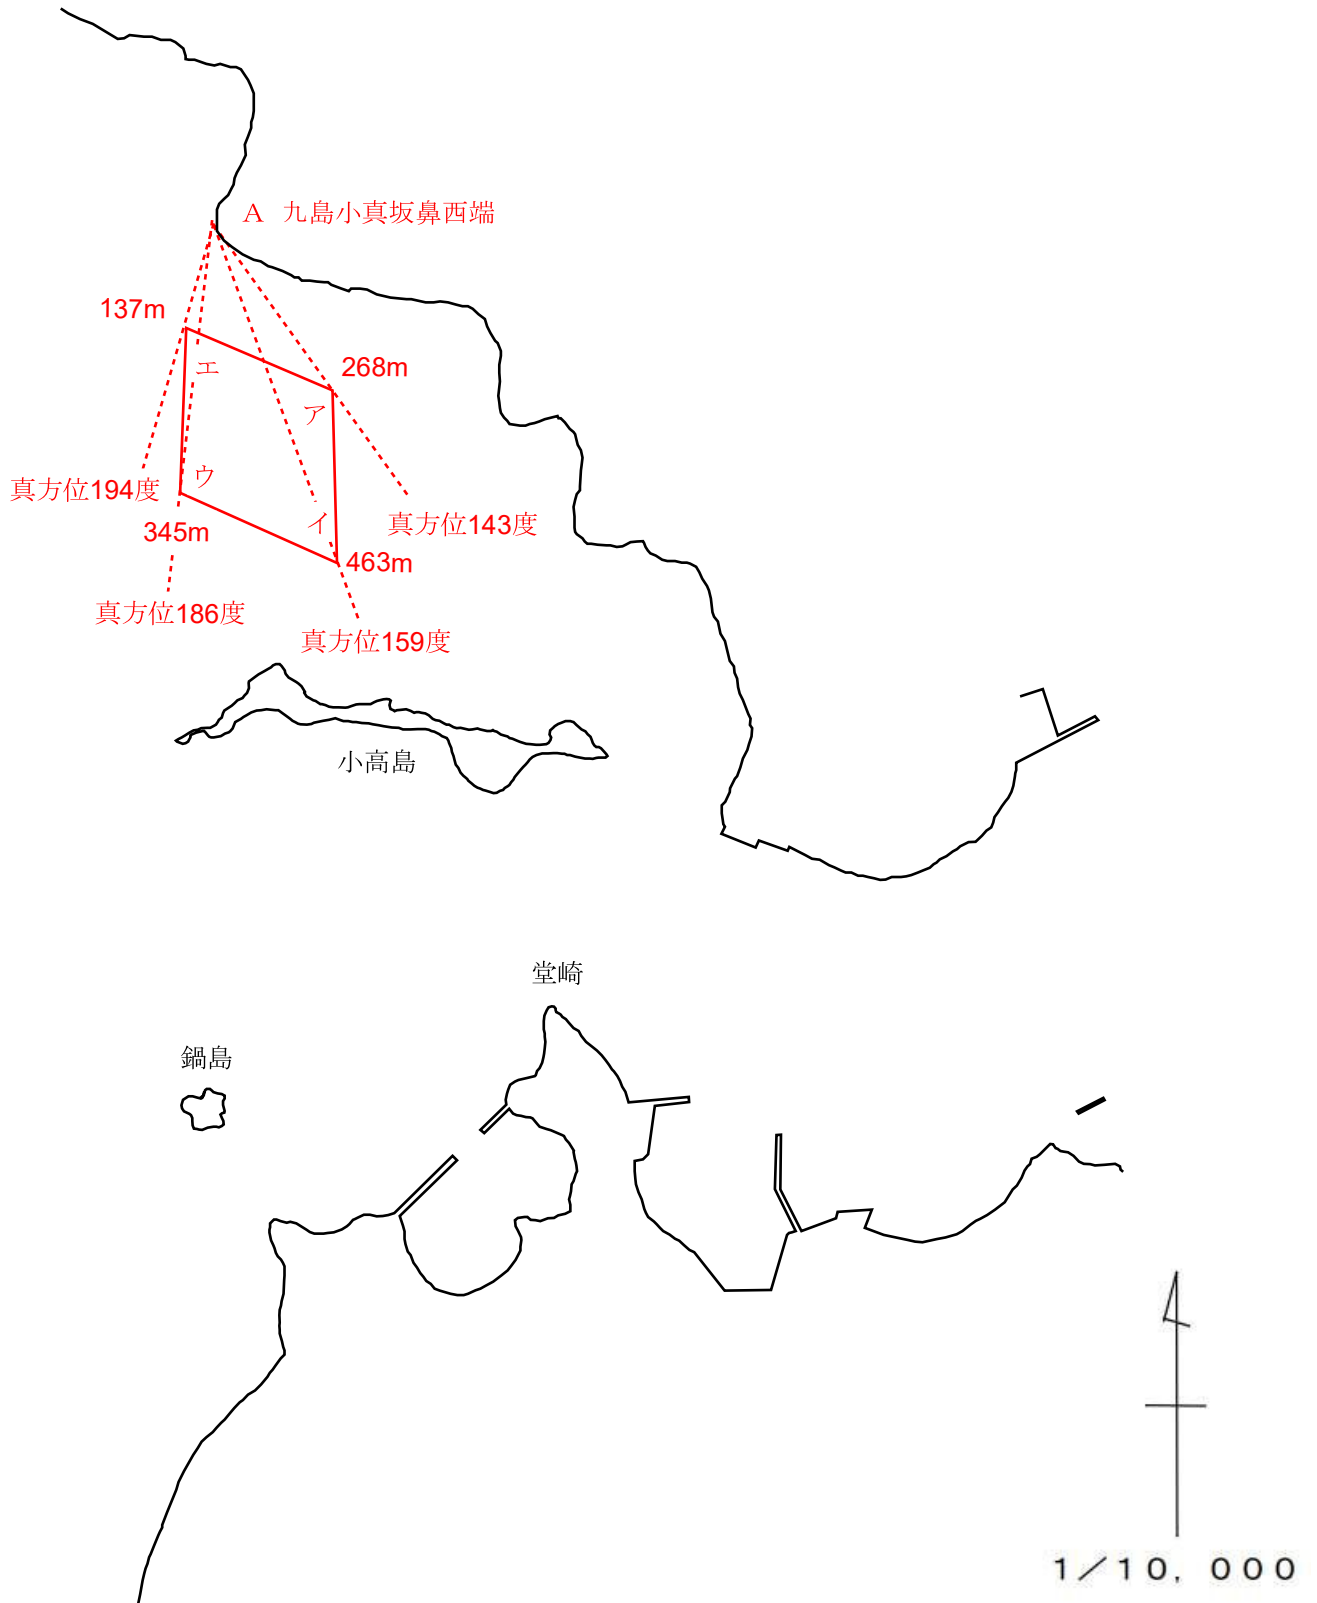 A 九島小真坂鼻西端
137m
エ
268m
ア
ウ
真方位194度
イ
真方位143度
345m
463m
真方位186度
真方位159度
小高島
堂崎
鍋島
1/10,000